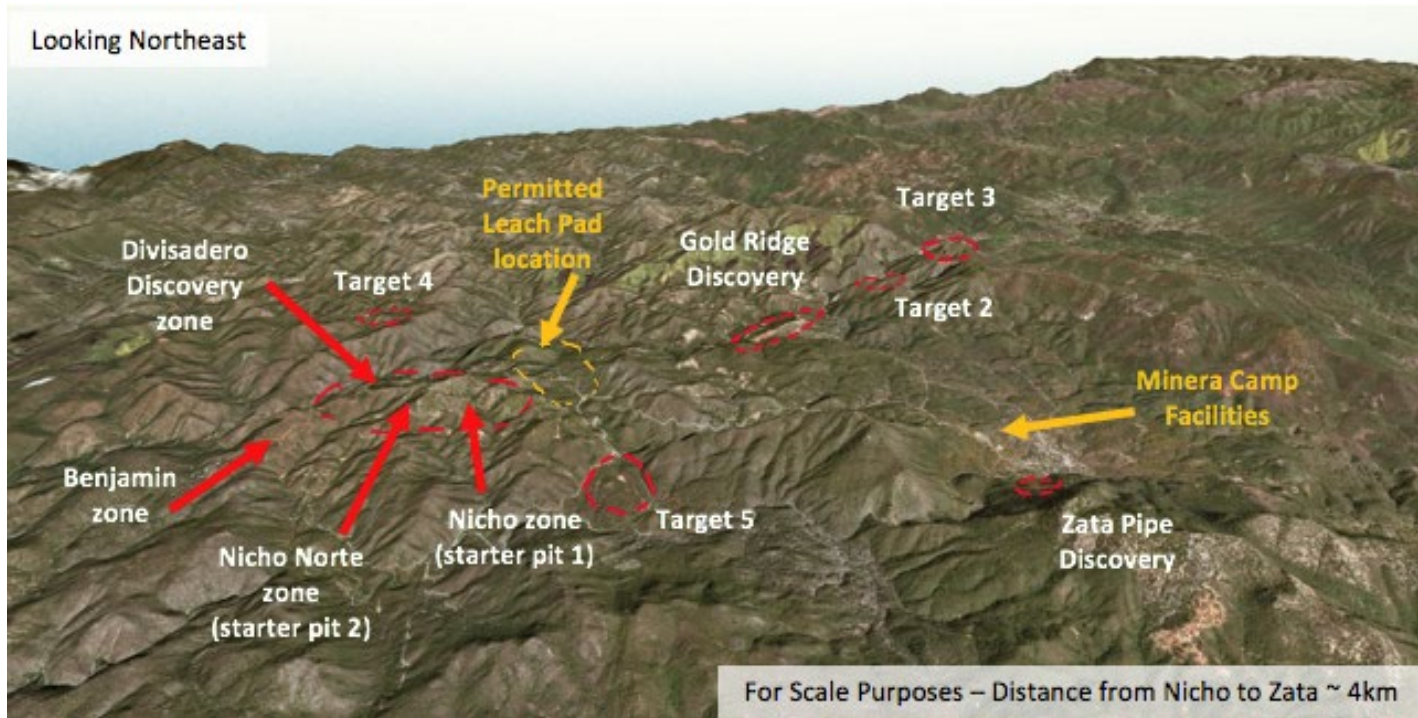 Looking Northeast
Permitted
Leach Pad
location
Target 3
Divisadero
Discovery
zone
Target 4
Gold Ridge
Discovery
Target 2
Minera Camp
Facilities
Benjamin
zone
Nicho Norte
zone
(starter pit 2)
Nicho zone
(starter pit 1)
Target 5
Zata Pipe
Discovery
For Scale Purposes – Distance from Nicho to Zata ~ 4km